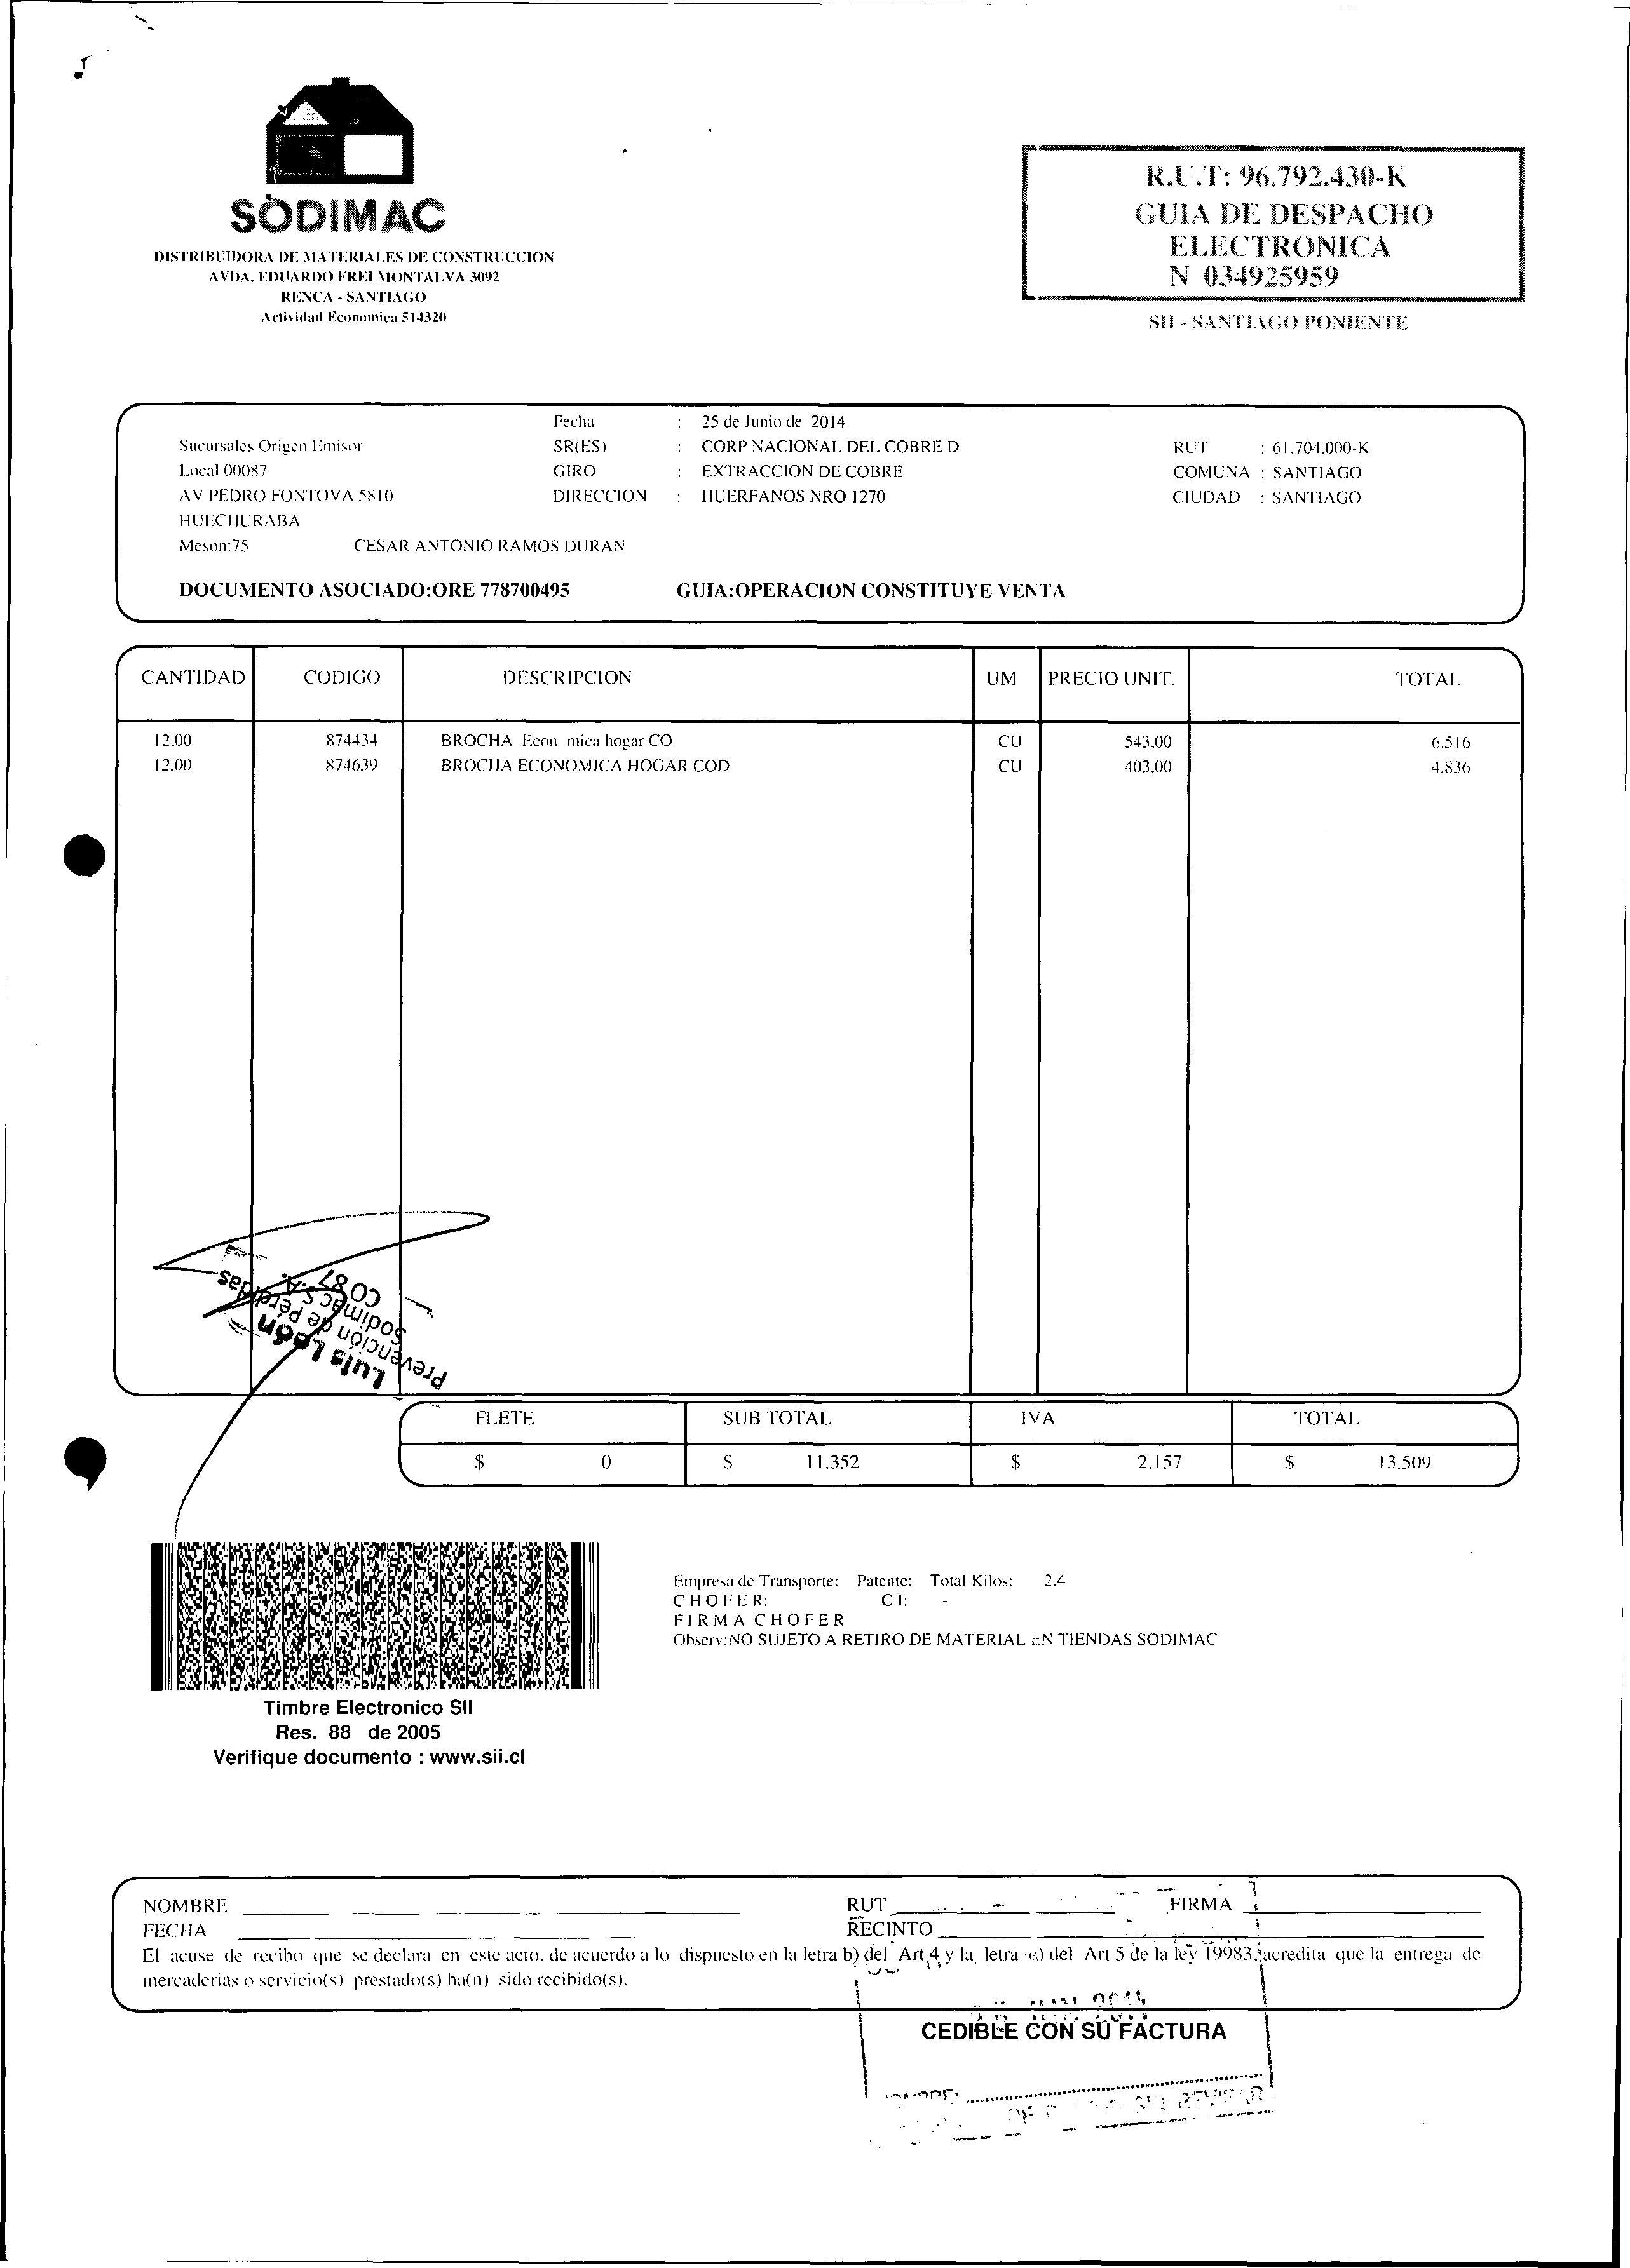 SODIMAC
DISTRIBUIDORA DE MATERIALES DE CONSTRUCCION
AVDA. EDUARDO FREI MONTALVA 3092
RENCA - SANTIAGO
Actividad Economica 514320
R.U.T: 96.792.430-K
GUIA DE DESPACHO
ELECTRONICA
N 034925959
SII - SANTIAGO PONIENTE
Fecha : 25 de Junio de 2014
Sucursales Origen Emisor SR(ES) : CORP NACIONAL DEL COBRE D RUT : 61.704.000-K
Local 00087 GIRO : EXTRACCION DE COBRE COMUNA : SANTIAGO
AV PEDRO FONTOVA 5810 DIRECCION : HUERFANOS NRO 1270 CIUDAD : SANTIAGO
HUECHURABA
Meson:75 CESAR ANTONIO RAMOS DURAN
DOCUMENTO ASOCIADO:ORE 778700495 GUIA:OPERACION CONSTITUYE VENTA
CANTIDAD CODIGO DESCRIPCION UM PRECIO UNIT. TOTAL
12,00 874434 BROCHA Econ mica hogar CO CU 543,00 6.516
12,00 874639 BROCHA ECONOMICA HOGAR COD CU 403,00 4.836
Luis León
Prevención de Pérdidas
Sodimac S.A.
CO 87
FLETE SUB TOTAL IVA TOTAL
$ 0 $ 11.352 $ 2.157 $ 13.509
Empresa de Transporte: Patente: Total Kilos: 2.4
CHOFER: CI: -
FIRMA CHOFER
Observ:NO SUJETO A RETIRO DE MATERIAL EN TIENDAS SODIMAC
Timbre Electronico SII
Res. 88 de 2005
Verifique documento : www.sii.cl
NOMBRE RUT FIRMA
FECHA RECINTO
El acuse de recibo que se declara en este acto, de acuerdo a lo dispuesto en la letra b) del Art,4 y la letra c) del Art 5 de la ley 19983, acredita que la entrega de
mercaderias o servicio(s) prestado(s) ha(n) sido recibido(s).
CEDIBLE CON SU FACTURA